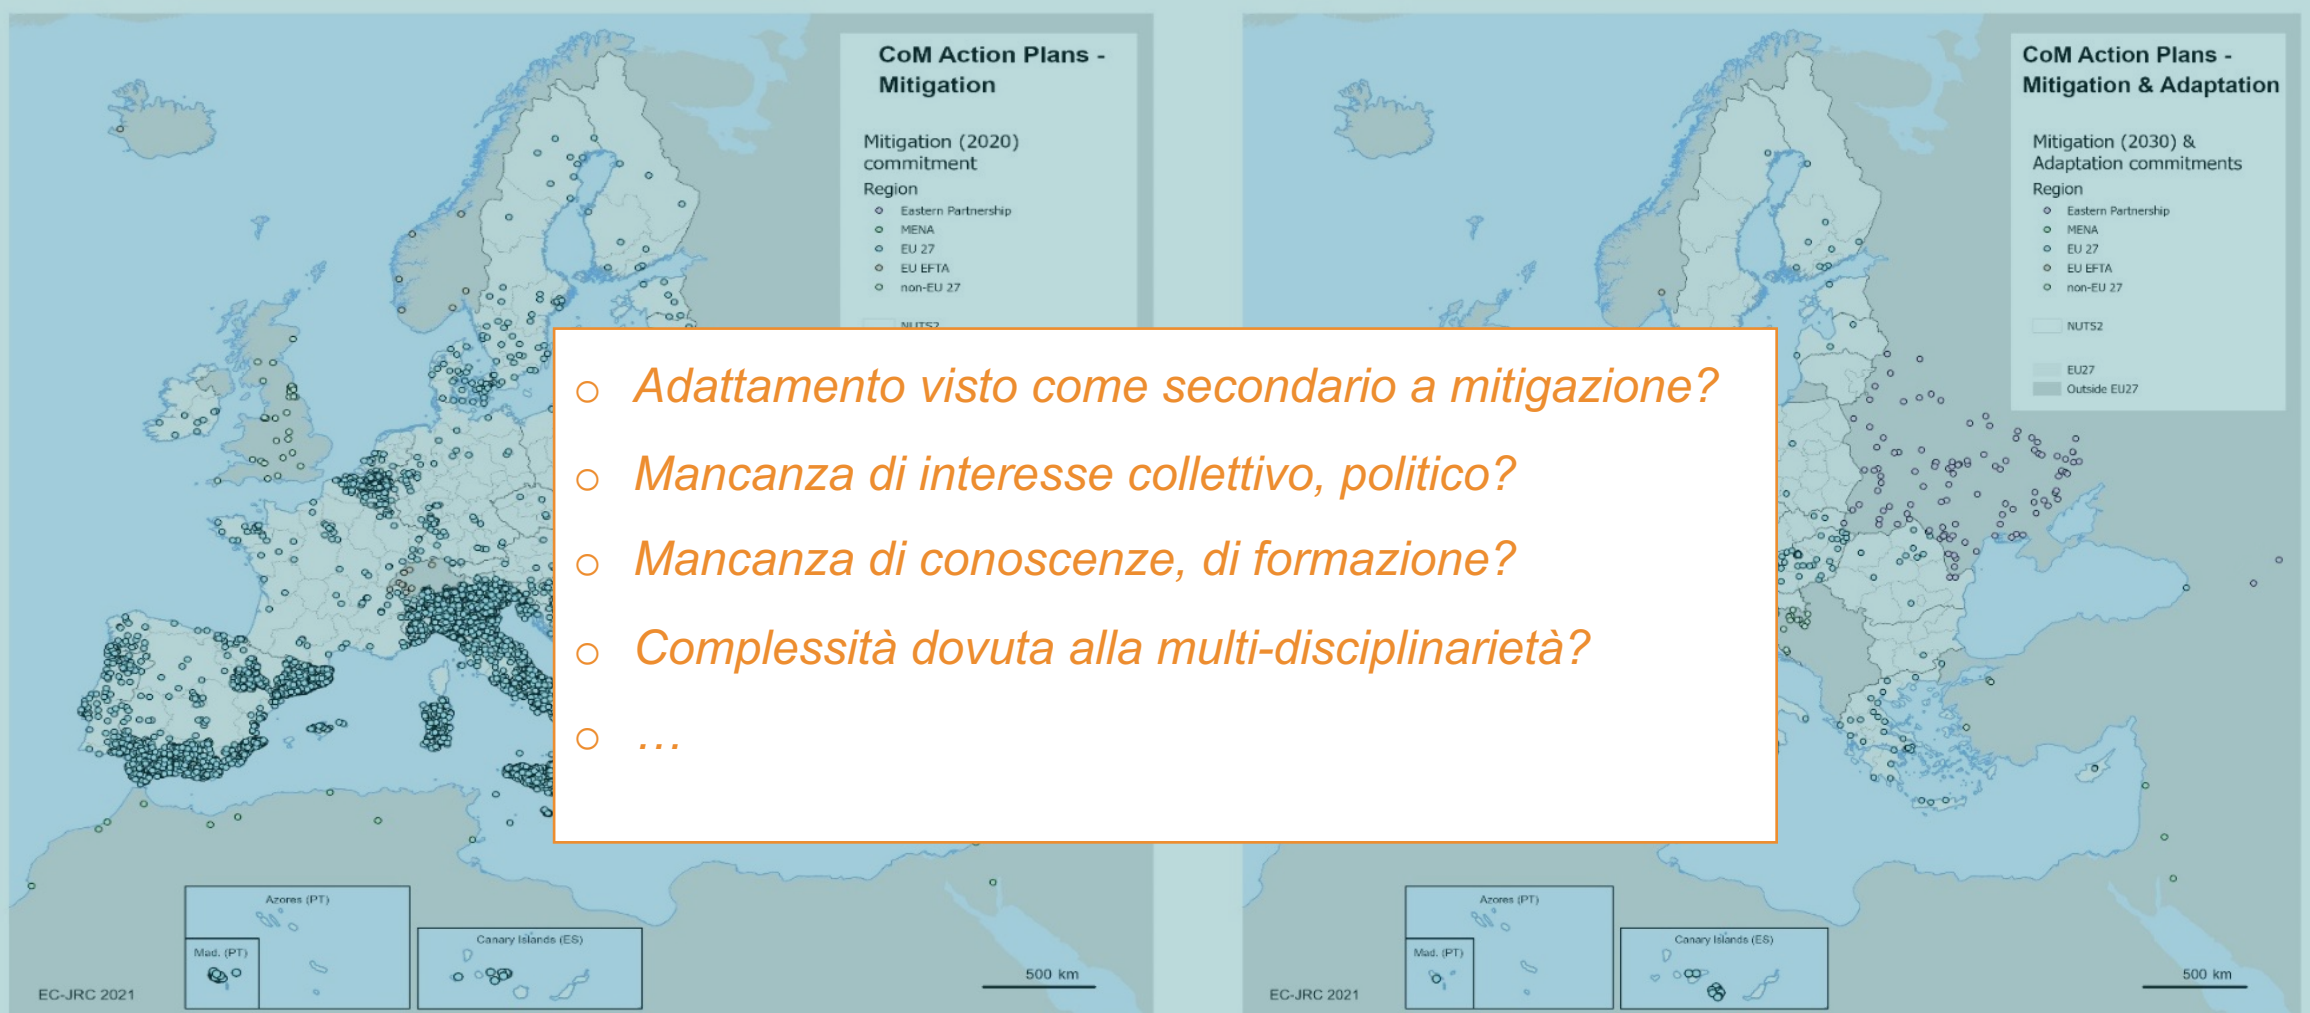 CoM Action Plans -
Mitigation
Mitigation (2020)
commitment
Region
Eastern Partnership
MENA
EU 27
EU EFTA
non-EU 27
NUTS2
Azores (PT)
Mad. (PT)
Canary Islands (ES)
500 km
EC-JRC 2021
CoM Action Plans -
Mitigation & Adaptation
Mitigation (2030) &
Adaptation commitments
Region
Eastern Partnership
MENA
EU 27
EU EFTA
non-EU 27
NUTS2
EU27
Outside EU27
Azores (PT)
Mad. (PT)
Canary Islands (ES)
500 km
EC-JRC 2021
Adattamento visto come secondario a mitigazione?
Mancanza di interesse collettivo, politico?
Mancanza di conoscenze, di formazione?
Complessità dovuta alla multi-disciplinarietà?
…